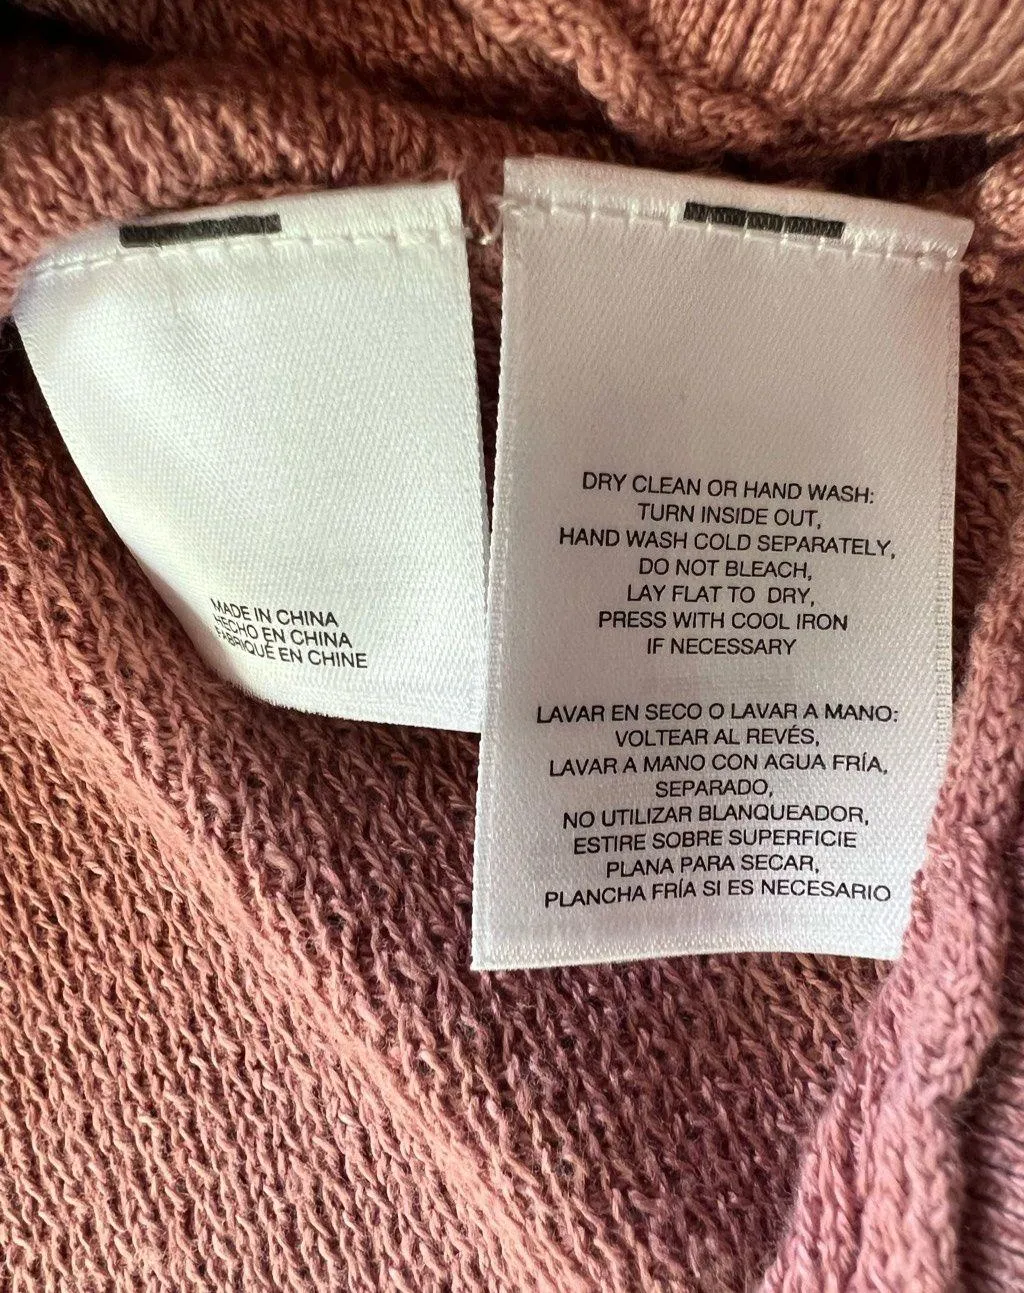 MADE IN CHINA
HECHO EN CHINA
FABRIQUÉ EN CHINE
DRY CLEAN OR HAND WASH:
TURN INSIDE OUT,
HAND WASH COLD SEPARATELY,
DO NOT BLEACH,
LAY FLAT TO DRY,
PRESS WITH COOL IRON
IF NECESSARY
LAVAR EN SECO O LAVAR A MANO:
VOLTEAR AL REVÉS,
LAVAR A MANO CON AGUA FRÍA,
SEPARADO,
NO UTILIZAR BLANQUEADOR,
ESTIRE SOBRE SUPERFICIE
PLANA PARA SECAR,
PLANCHA FRÍA SI ES NECESARIO